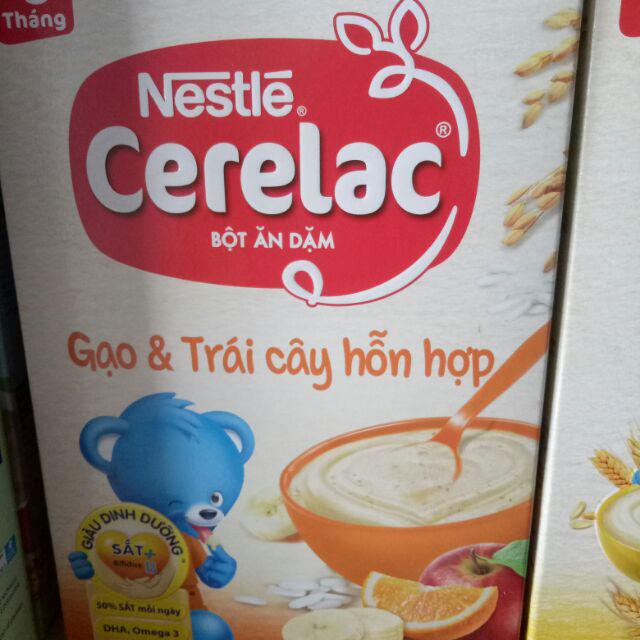 Tháng
Nestlé®
Cerelac®
BỘT ĂN DẶM
Gạo & Trái cây hỗn hợp
GIÀU DINH DƯỠNG
SẮT+
Bifidus
50% SẮT mỗi ngày
DHA, Omega 3